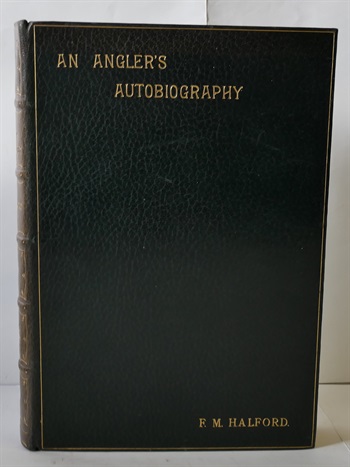 AN ANGLER'S
AUTOBIOGRAPHY
F. M. HALFORD.